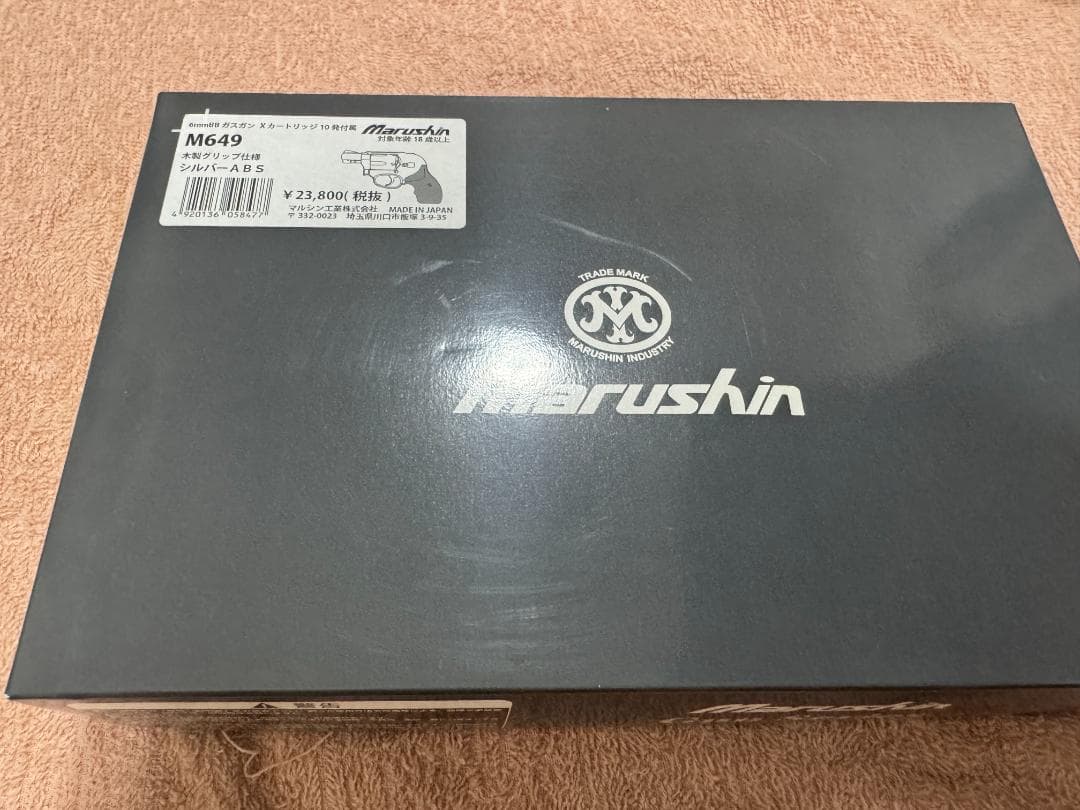 6mmBB ガスガン Xカートリッジ10発付属 Marushin
M649 対象年齢18歳以上
木製グリップ仕様
シルバーABS
¥23,800(税抜)
4 920136 058477
マルシン工業株式会社 MADE IN JAPAN
〒332-0023 埼玉県川口市飯塚3-9-35
TRADE MARK
M
MARUSHIN INDUSTRY
Marushin
警告
Marushin